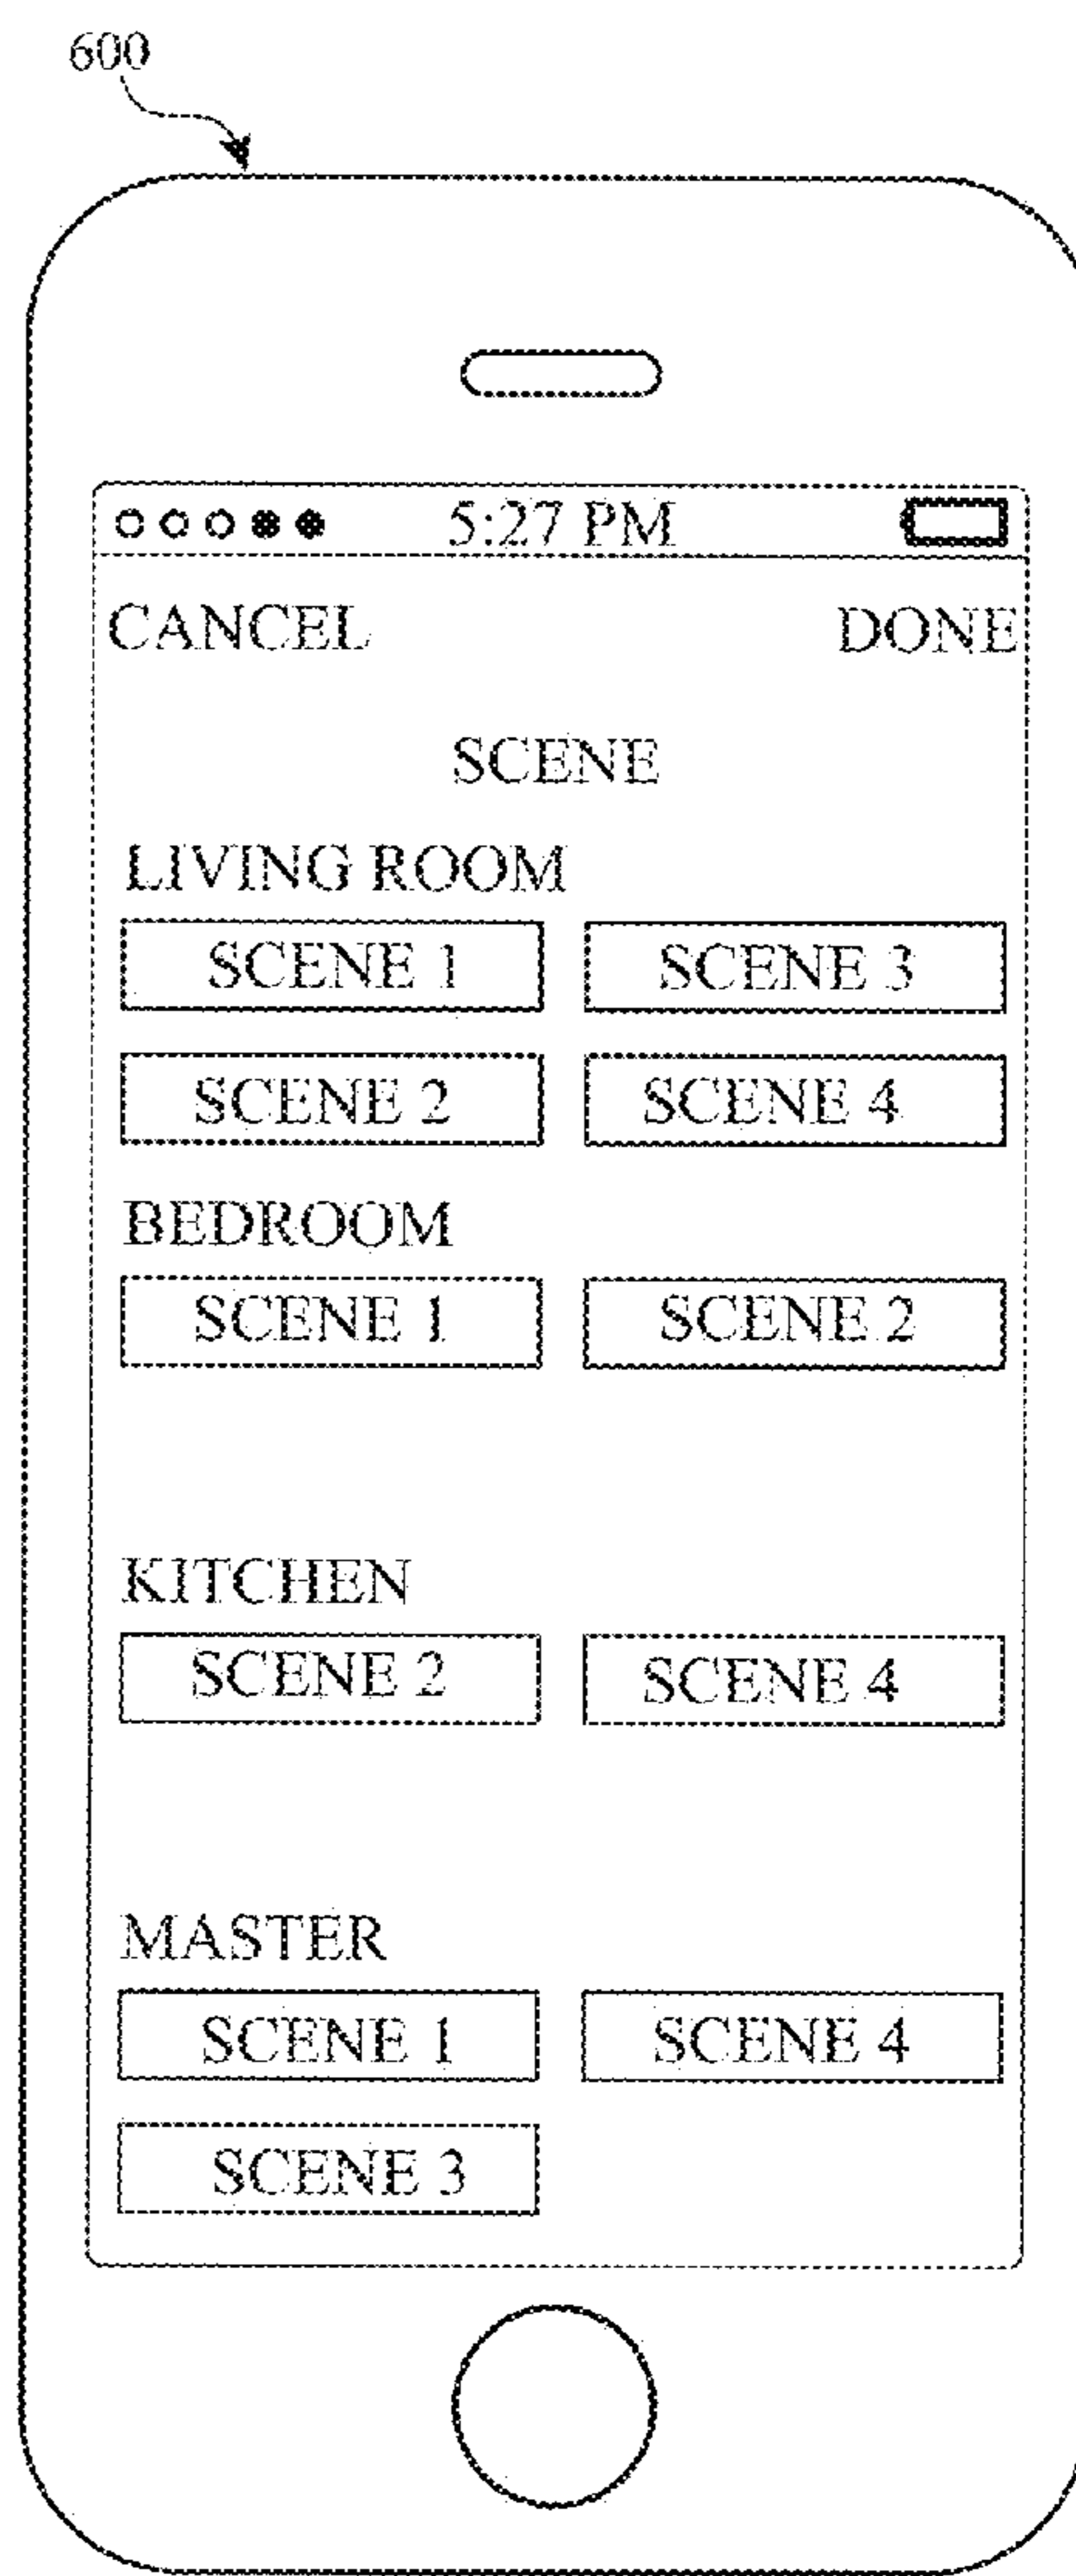 600
5:27 PM
CANCEL DONE
SCENE
LIVING ROOM
SCENE 1 SCENE 3
SCENE 2 SCENE 4
BEDROOM
SCENE 1 SCENE 2
KITCHEN
SCENE 2 SCENE 4
MASTER
SCENE 1 SCENE 4
SCENE 3